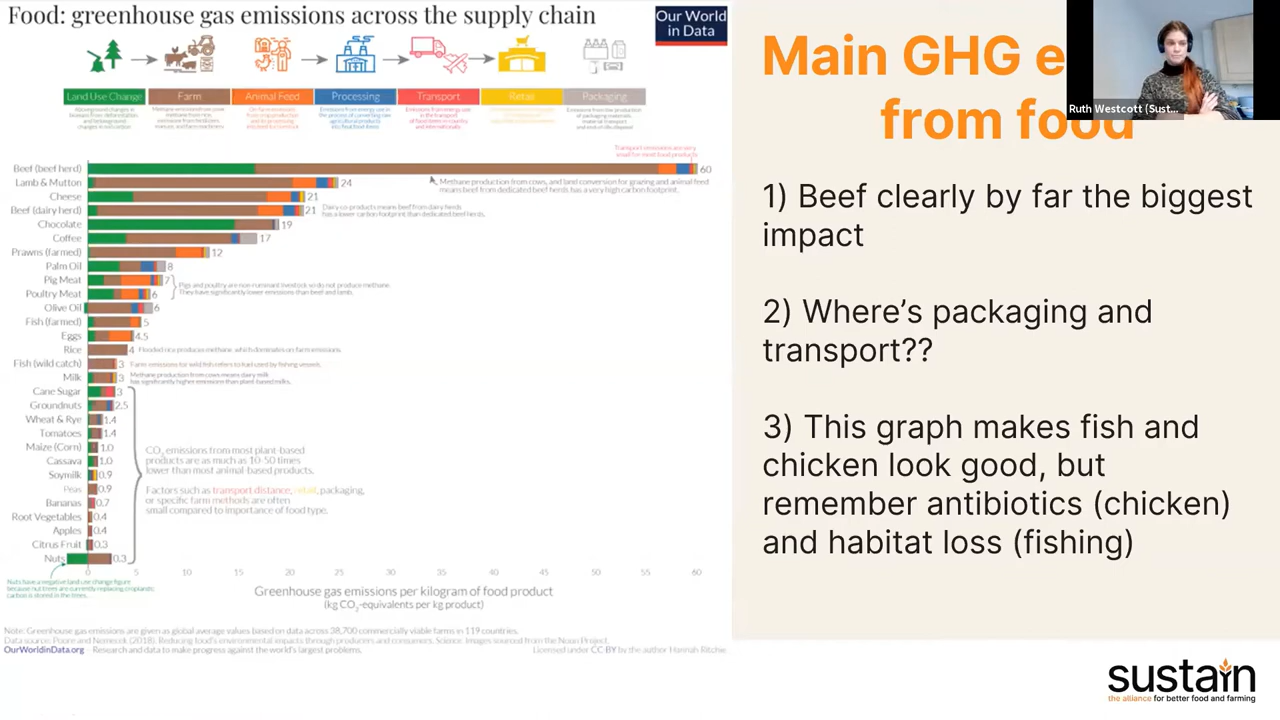 Food: greenhouse gas emissions across the supply chain
Our World
in Data
Land Use Change
Farm
Animal Feed
Processing
Transport
Retail
Packaging
Transport emissions are very
small for most food products
Beef (beef herd)
60
Methane production from cows, and land conversion for grazing and animal feed
means beef from dedicated beef herds has a very high carbon footprint.
Lamb & Mutton
24
Cheese
21
Beef (dairy herd)
21
Dairy co-products means beef from dairy herds
has a lower carbon footprint than dedicated beef herds.
Chocolate
19
Coffee
17
Prawns (farmed)
12
Palm Oil
8
Pig Meat
7
Pigs and poultry are non-ruminant livestock so do not produce methane.
They have significantly lower emissions than beef and lamb.
Poultry Meat
6
Olive Oil
6
Fish (farmed)
5
Eggs
4.5
Rice
4
Flooded rice produces methane, which dominates on-farm emissions.
Fish (wild catch)
3
Farm emissions for wild fish refers to fuel used by fishing vessels.
Milk
3
Methane production from cows means dairy milk
has significantly higher emissions than plant-based milks.
Cane Sugar
3
Groundnuts
2.5
Wheat & Rye
1.4
Tomatoes
1.4
Maize (Corn)
1.0
Cassava
1.0
Soymilk
0.9
Peas
0.9
Bananas
0.7
Root Vegetables
0.4
Apples
0.4
Citrus Fruit
0.3
Nuts
0.3
CO2 emissions from most plant-based
products are as much as 10-50 times
lower than most animal-based products.
Factors such as transport distance, retail, packaging,
or specific farm methods are often
small compared to importance of food type.
0 5 10 15 20 25 30 35 40 45 50 55 60
Nuts have a negative land use change figure
because nut trees are currently replacing croplands;
carbon is stored in the trees.
Greenhouse gas emissions per kilogram of food product
(kg CO2-equivalents per kg product)
Note: Greenhouse gas emissions are given as global average values based on data across 38,700 commercially viable farms in 119 countries.
Data source: Poore and Nemecek (2018). Reducing food's environmental impacts through producers and consumers. Science. Images sourced from the Noun Project.
OurWorldinData.org – Research and data to make progress against the world's largest problems.
Licensed under CC-BY by the author Hannah Ritchie.
Main GHG e
from food
Ruth Westcott (Sust...
1) Beef clearly by far the biggest
impact
2) Where's packaging and
transport??
3) This graph makes fish and
chicken look good, but
remember antibiotics (chicken)
and habitat loss (fishing)
sustain
the alliance for better food and farming